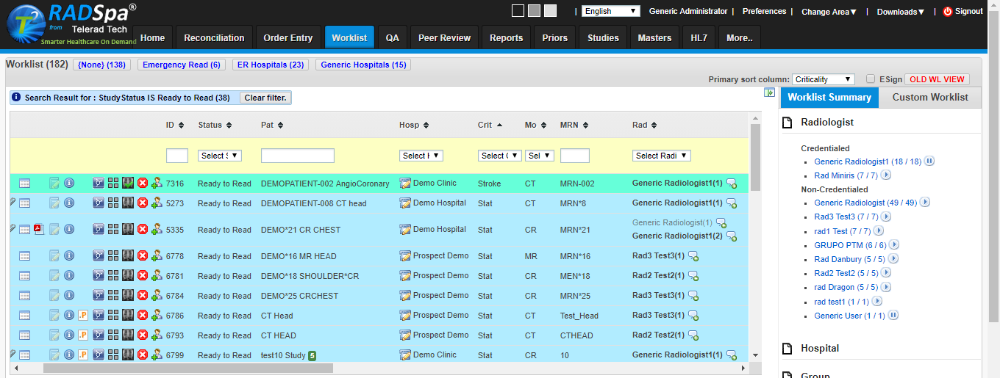 RADSpa
from Telerad Tech
Smarter Healthcare On Demand
| English | Generic Administrator | Preferences | Change Area▼ | Downloads▼ | Signout
Home Reconciliation Order Entry Worklist QA Peer Review Reports Priors Studies Masters HL7 More..
Worklist (182) {None} (138) Emergency Read (6) ER Hospitals (23) Generic Hospitals (15)
Primary sort column: Criticality ESign OLD WL VIEW
Search Result for : StudyStatus IS Ready to Read (38) Clear filter.
ID Status Pat Hosp Crit Mo MRN Rad
Select S Select H Select C Sel Select Radi
7316 Ready to Read DEMOPATIENT-002 AngioCoronary Demo Clinic Stroke CT MRN-002 Generic Radiologist1(1)
5273 Ready to Read DEMOPATIENT-008 CT head Demo Hospital Stat CT MRN*8 Generic Radiologist1(1)
Generic Radiologist(1)
5335 Ready to Read DEMO*21 CR CHEST Demo Hospital Stat CR MRN*21
Generic Radiologist1(2)
6778 Ready to Read DEMO*16 MR HEAD Prospect Demo Stat MR MRN*16 Rad3 Test3(1)
6781 Ready to Read DEMO*18 SHOULDER*CR Prospect Demo Stat CR MEN*18 Rad2 Test2(1)
6784 Ready to Read DEMO*25 CRCHEST Prospect Demo Stat CR MRN*25 Rad3 Test3(1)
.P 6786 Ready to Read CT Head Prospect Demo Stat CT Test_Head Rad3 Test3(1)
.P 6793 Ready to Read CT HEAD Prospect Demo Stat CT CTHEAD Rad2 Test2(1)
.P 6799 Ready to Read test10 Study 5 Demo Clinic Stat CR 10 Generic Radiologist1(1)
Worklist Summary Custom Worklist
Radiologist
Credentialed
Generic Radiologist1 (18 / 18)
Rad Miniris (7 / 7)
Non-Credentialed
Generic Radiologist (49 / 49)
Rad3 Test3 (7 / 7)
rad1 Test (7 / 7)
GRUPO PTM (6 / 6)
Rad Danbury (5 / 5)
Rad2 Test2 (5 / 5)
rad Dragon (5 / 5)
rad test1 (1 / 1)
Generic User (1 / 1)
Hospital
Group